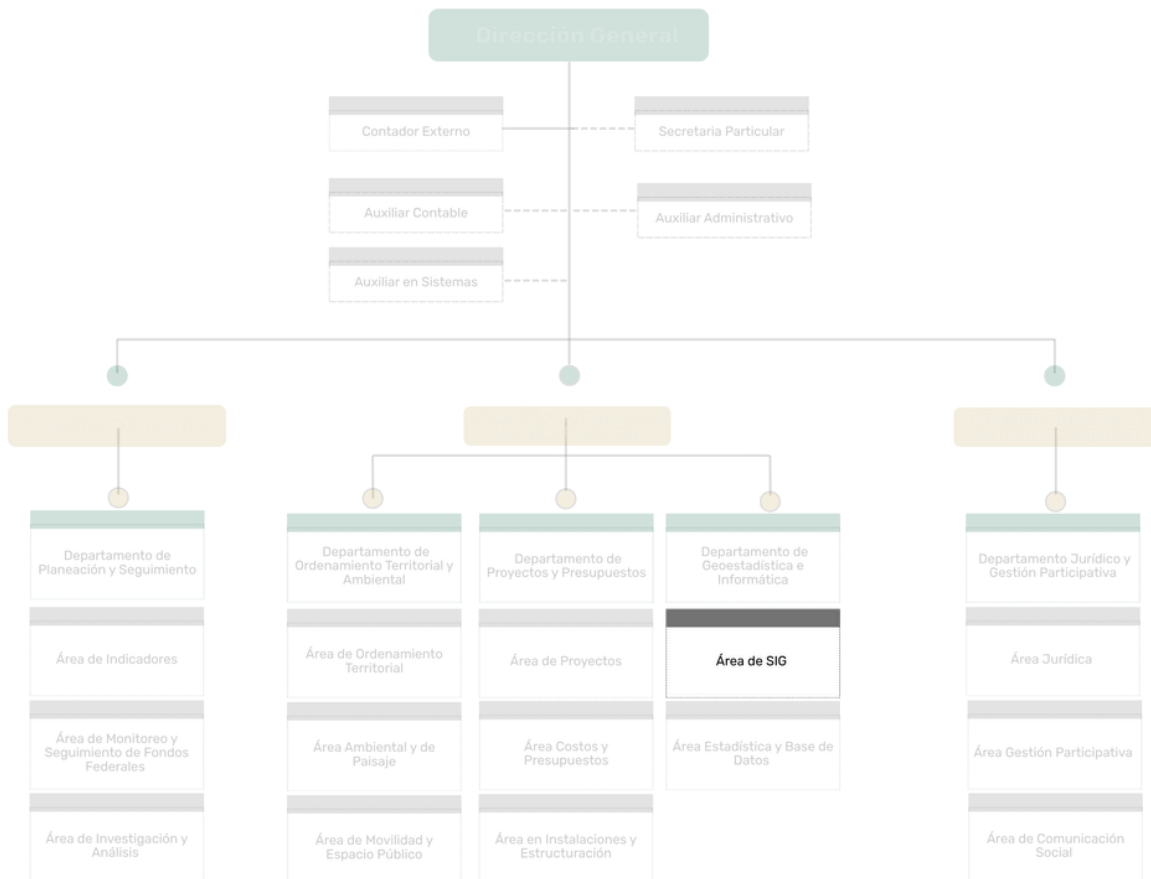 Dirección General
Contador Externo
Secretaria Particular
Auxiliar Contable
Auxiliar Administrativo
Auxiliar en Sistemas
Departamento de
Planeación y Seguimiento
Departamento de
Ordenamiento Territorial y
Ambiental
Departamento de
Proyectos y Presupuestos
Departamento de
Geoestadística e
Informática
Departamento Jurídico y
Gestión Participativa
Área de Indicadores
Área de Ordenamiento
Territorial
Área de Proyectos
Área de SIG
Área Jurídica
Área de Monitoreo y
Seguimiento de Fondos
Federales
Área Ambiental y de
Paisaje
Área Costos y
Presupuestos
Área Estadística y Base de
Datos
Área Gestión Participativa
Área de Investigación y
Análisis
Área de Movilidad y
Espacio Público
Área en Instalaciones y
Estructuración
Área de Comunicación
Social